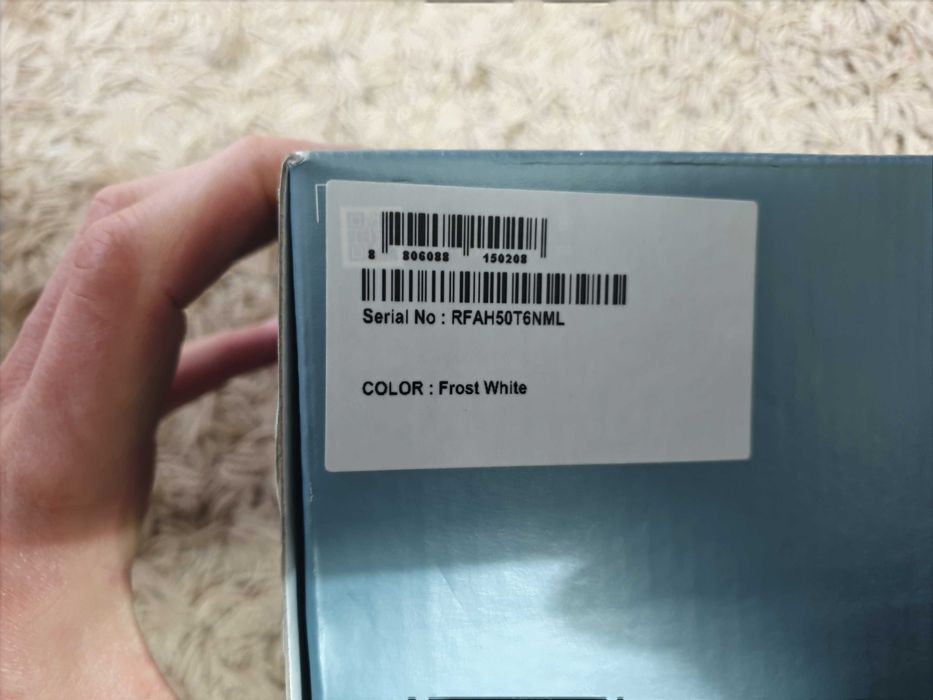 8 806088 150208
Serial No : RFAH50T6NML
COLOR : Frost White